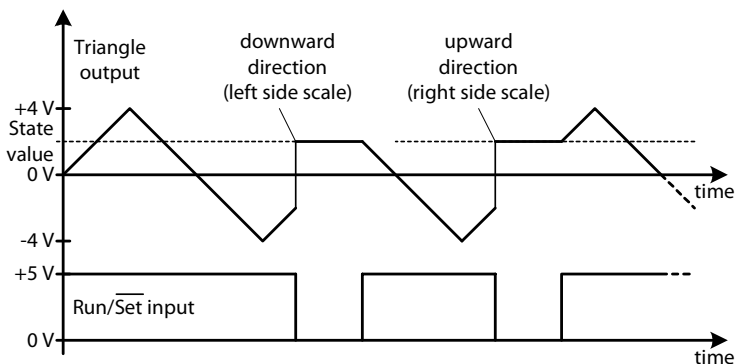 Triangle
output
downward
direction
(left side scale)
upward
direction
(right side scale)
+4 V
State
value
0 V
time
-4 V
+5 V
Run/Set input
0 V
time